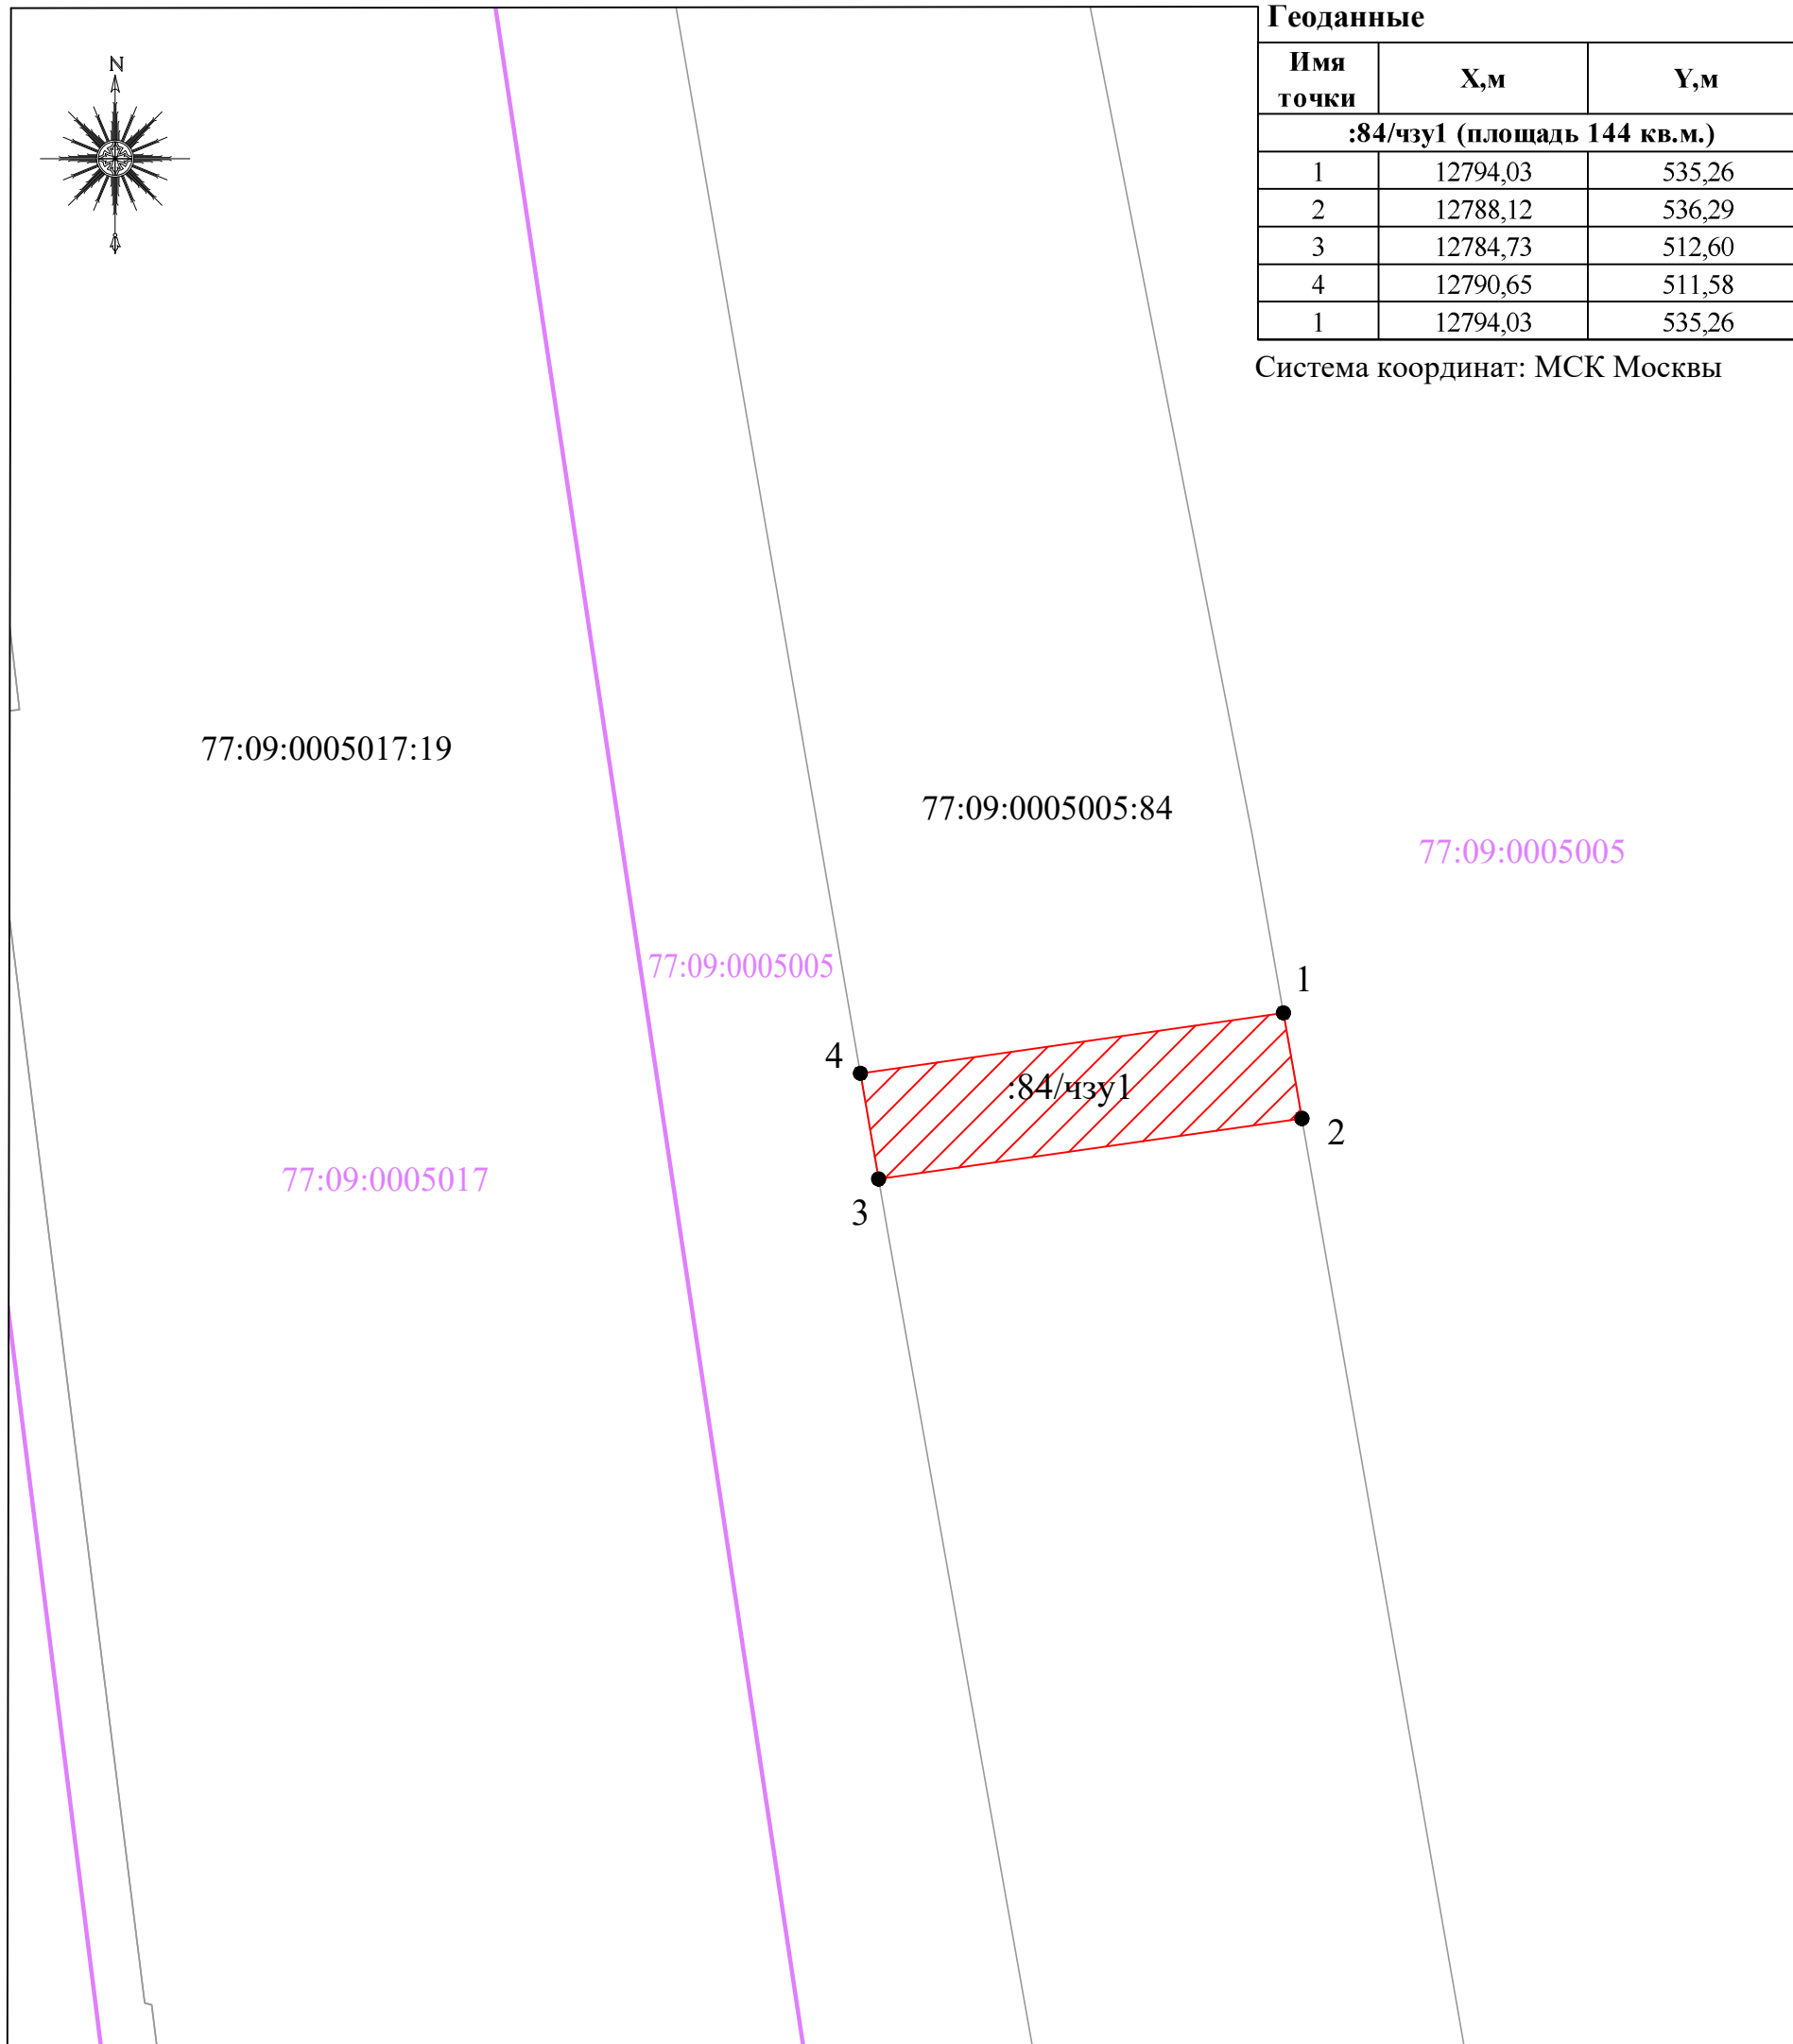 Геоданные
Имя точки X,м Y,м
:84/чзу1 (площадь 144 кв.м.)
1 12794,03 535,26
2 12788,12 536,29
3 12784,73 512,60
4 12790,65 511,58
1 12794,03 535,26
Система координат: МСК Москвы
N
77:09:0005017:19
77:09:0005005:84
77:09:0005005
77:09:0005005
1
4
:84/чзу1
2
77:09:0005017
3